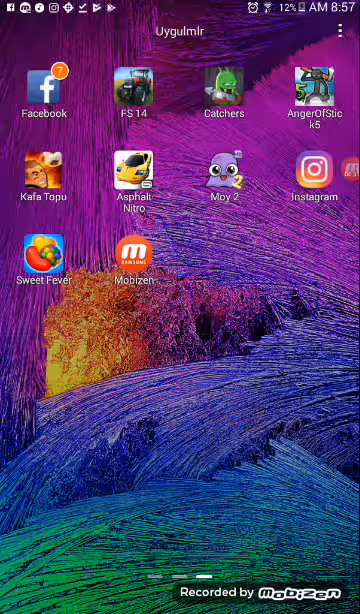 12% AM 8:57
Uygulmlr
7
Facebook
FS 14
Catchers
AngerOfStic
k5
Kafa Topu
Asphalt
Nitro
Moy 2
Instagram
Sweet Fever
Mobizen
Recorded by Mobizen